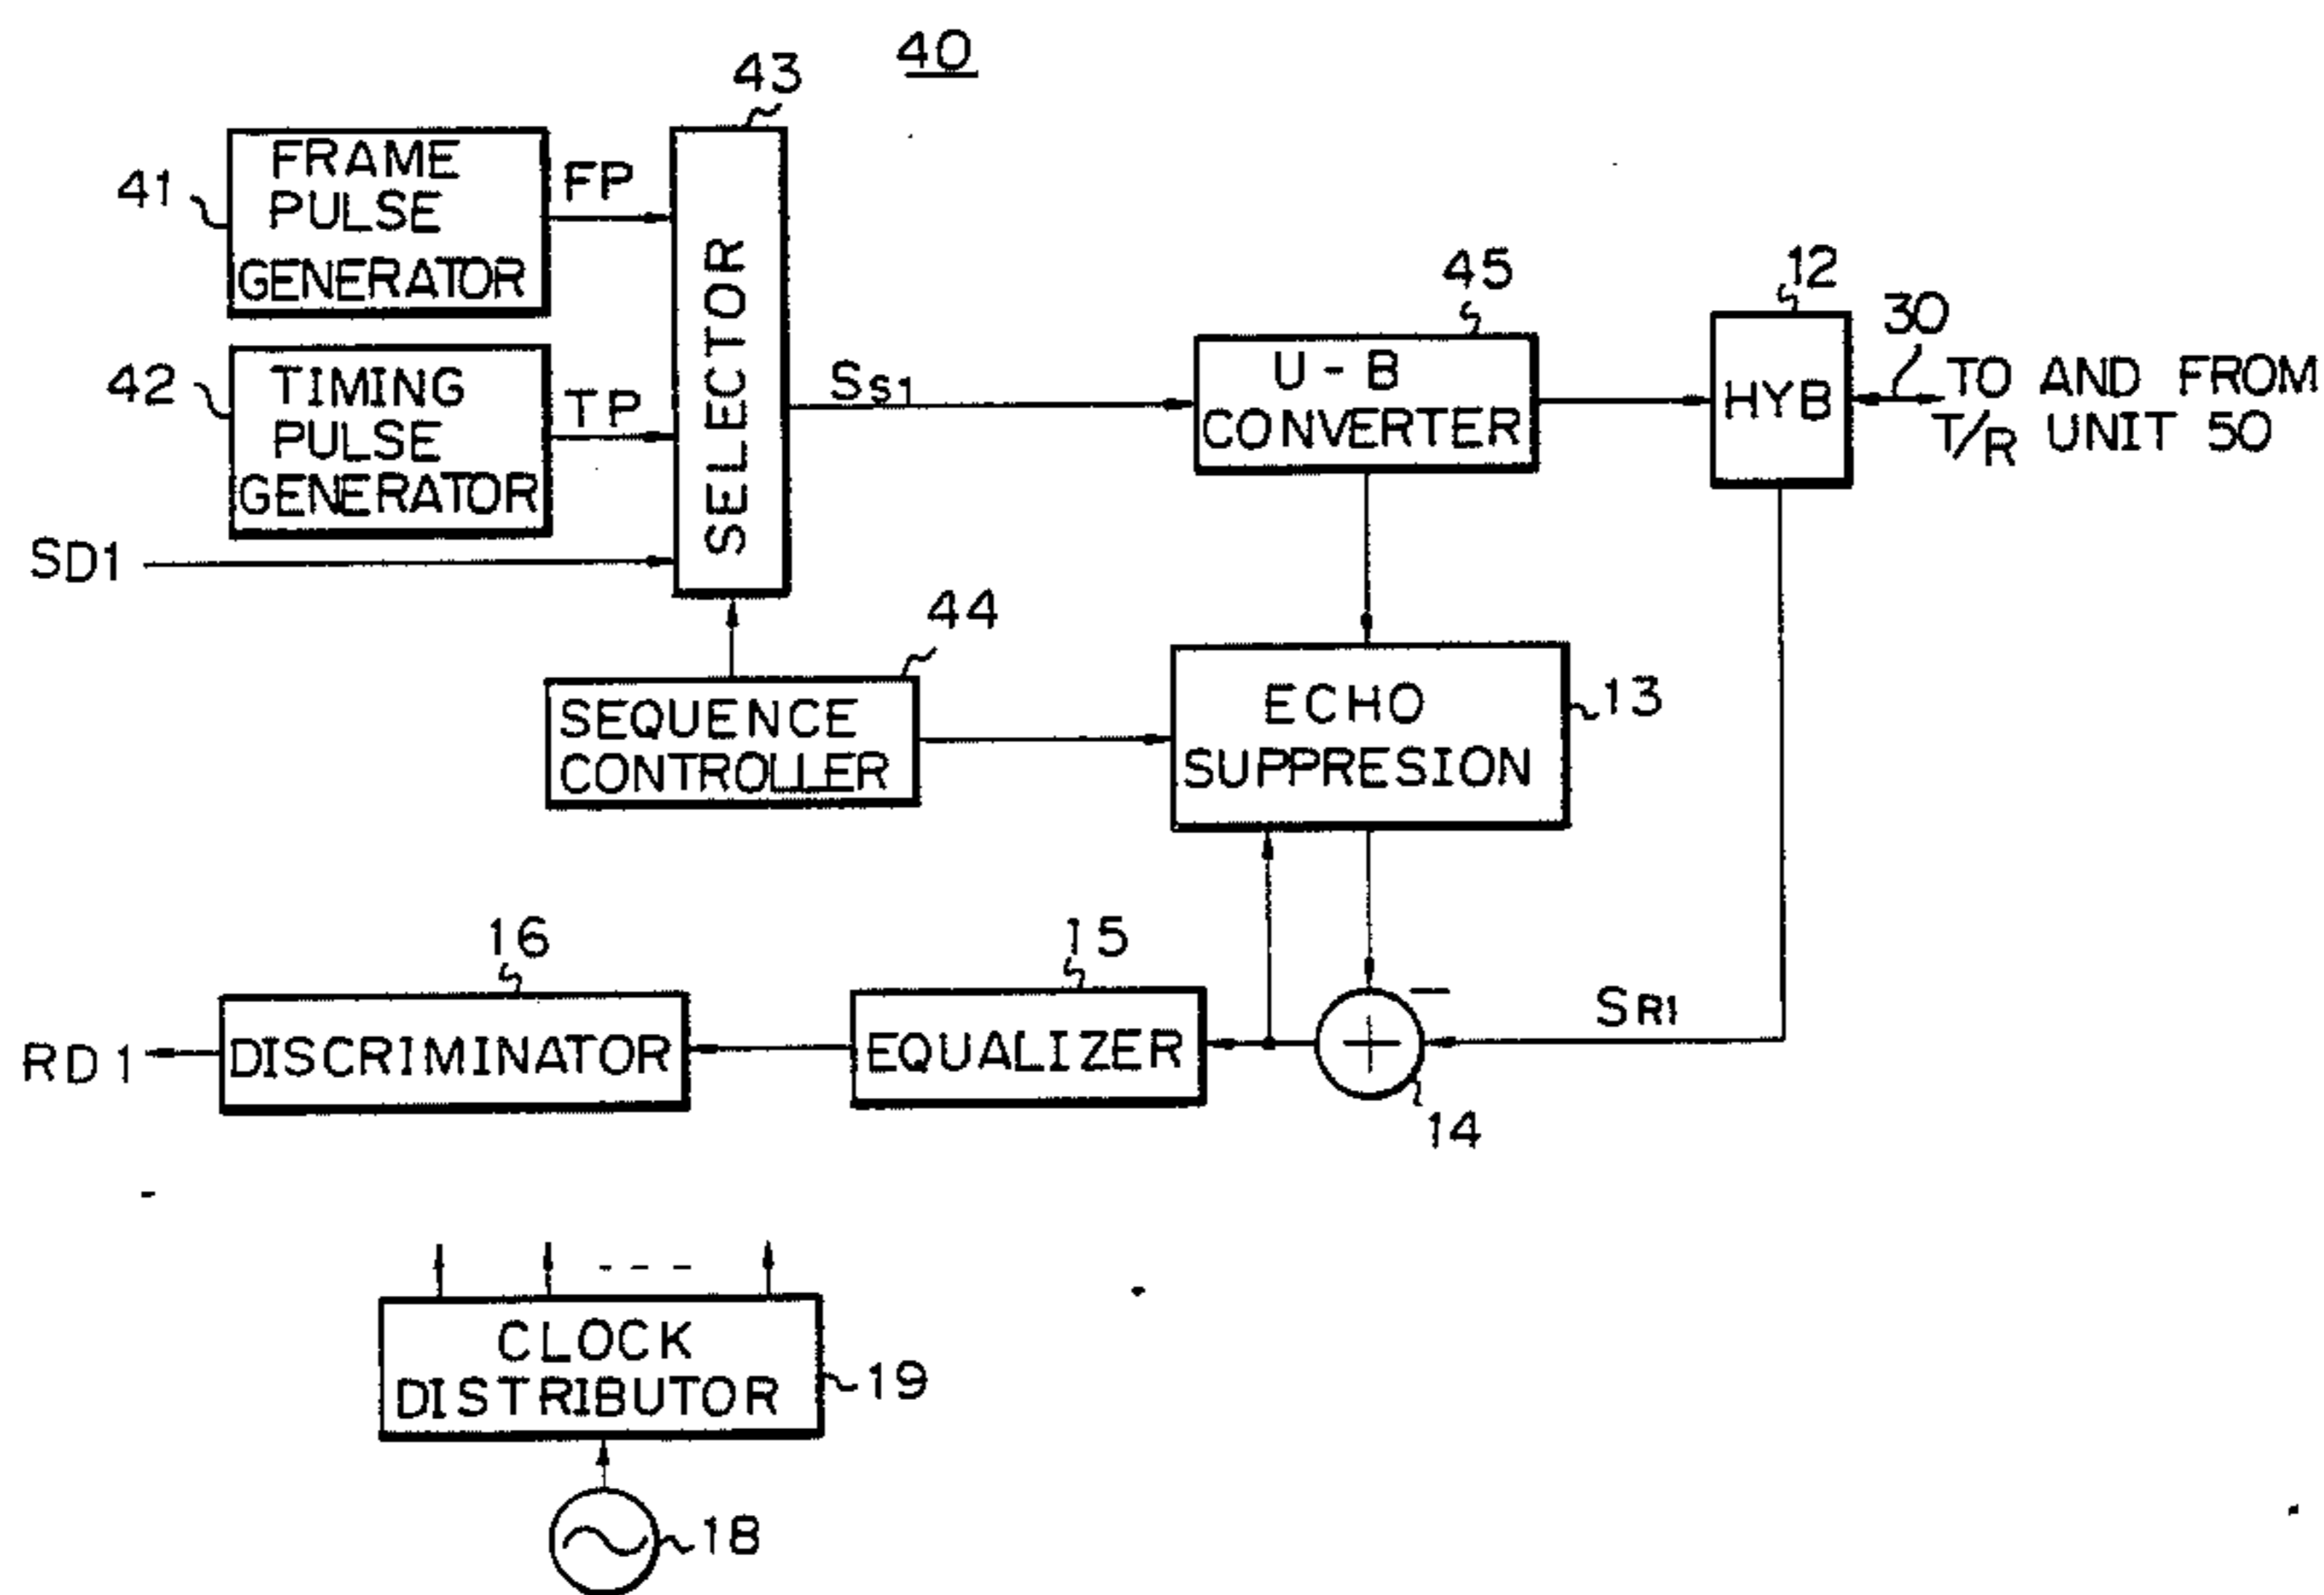 40
43
FRAME
PULSE
GENERATOR
41
FP
TIMING
PULSE
GENERATOR
42
TP
SD1
SELECTOR
SS1
45
U-B
CONVERTER
12
HYB
30
TO AND FROM
T/R UNIT 50
44
SEQUENCE
CONTROLLER
ECHO
SUPPRESION
13
16
DISCRIMINATOR
RD1
15
EQUALIZER
+
−
SR1
14
CLOCK
DISTRIBUTOR
19
18